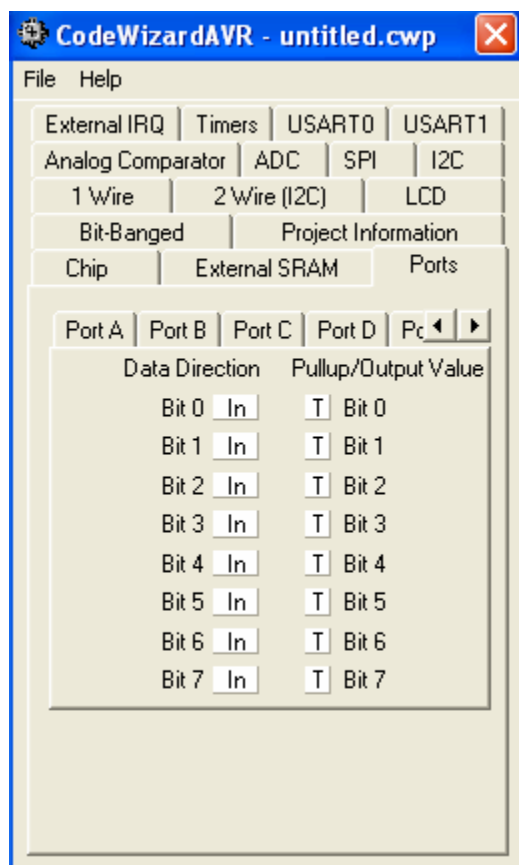 CodeWizardAVR - untitled.cwp
File Help
External IRQ Timers USART0 USART1
Analog Comparator ADC SPI I2C
1 Wire 2 Wire (I2C) LCD
Bit-Banged Project Information
Chip External SRAM Ports
Port A Port B Port C Port D
Data Direction Pullup/Output Value
Bit 0 In T Bit 0
Bit 1 In T Bit 1
Bit 2 In T Bit 2
Bit 3 In T Bit 3
Bit 4 In T Bit 4
Bit 5 In T Bit 5
Bit 6 In T Bit 6
Bit 7 In T Bit 7